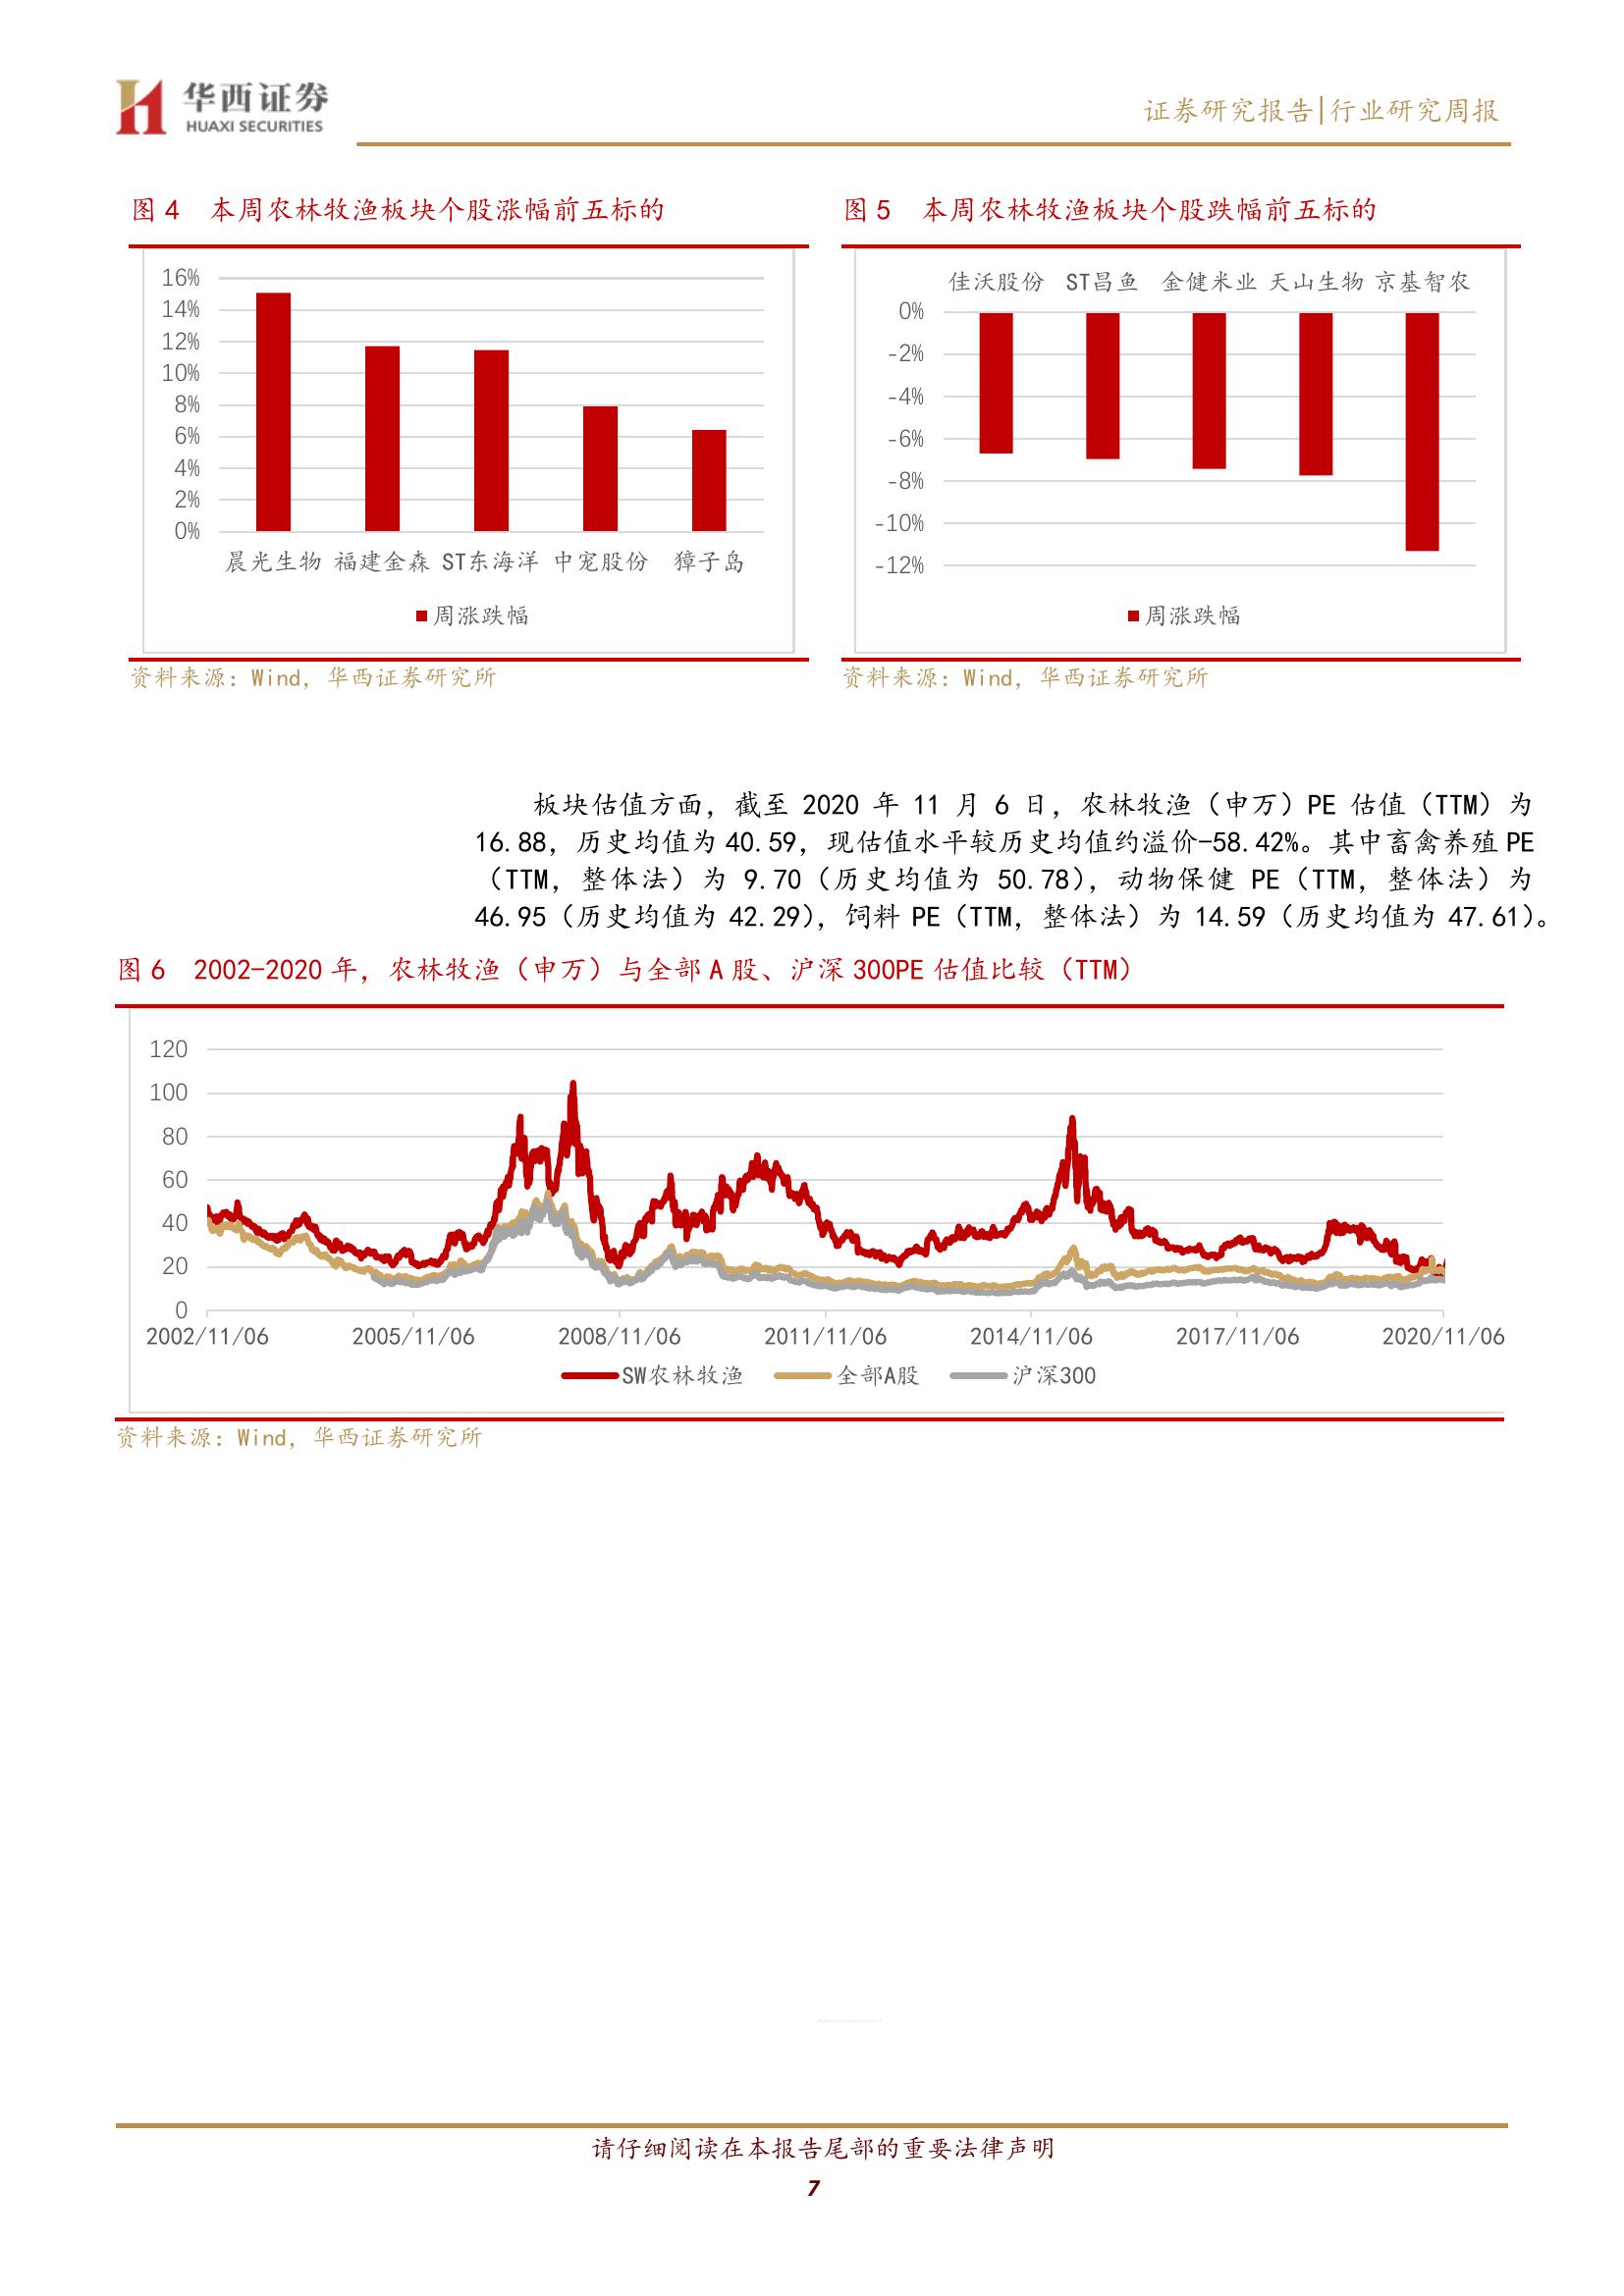 华西证券
HUAXI SECURITIES
证券研究报告|行业研究周报
图 4 本周农林牧渔板块个股涨幅前五标的
16%
14%
12%
10%
8%
6%
4%
2%
0%
晨光生物 福建金森 ST东海洋 中宠股份 獐子岛
周涨跌幅
资料来源：Wind，华西证券研究所
图 5 本周农林牧渔板块个股跌幅前五标的
佳沃股份 ST昌鱼 金健米业 天山生物 京基智农
0%
-2%
-4%
-6%
-8%
-10%
-12%
周涨跌幅
资料来源：Wind，华西证券研究所
板块估值方面，截至 2020 年 11 月 6 日，农林牧渔（申万）PE 估值（TTM）为
16.88，历史均值为 40.59，现估值水平较历史均值约溢价-58.42%。其中畜禽养殖 PE
（TTM，整体法）为 9.70（历史均值为 50.78），动物保健 PE（TTM，整体法）为
46.95（历史均值为 42.29），饲料 PE（TTM，整体法）为 14.59（历史均值为 47.61）。
图 6 2002-2020 年，农林牧渔（申万）与全部 A 股、沪深 300PE 估值比较（TTM）
120
100
80
60
40
20
0
2002/11/06 2005/11/06 2008/11/06 2011/11/06 2014/11/06 2017/11/06 2020/11/06
SW农林牧渔 全部A股 沪深300
资料来源：Wind，华西证券研究所
请仔细阅读在本报告尾部的重要法律声明
7